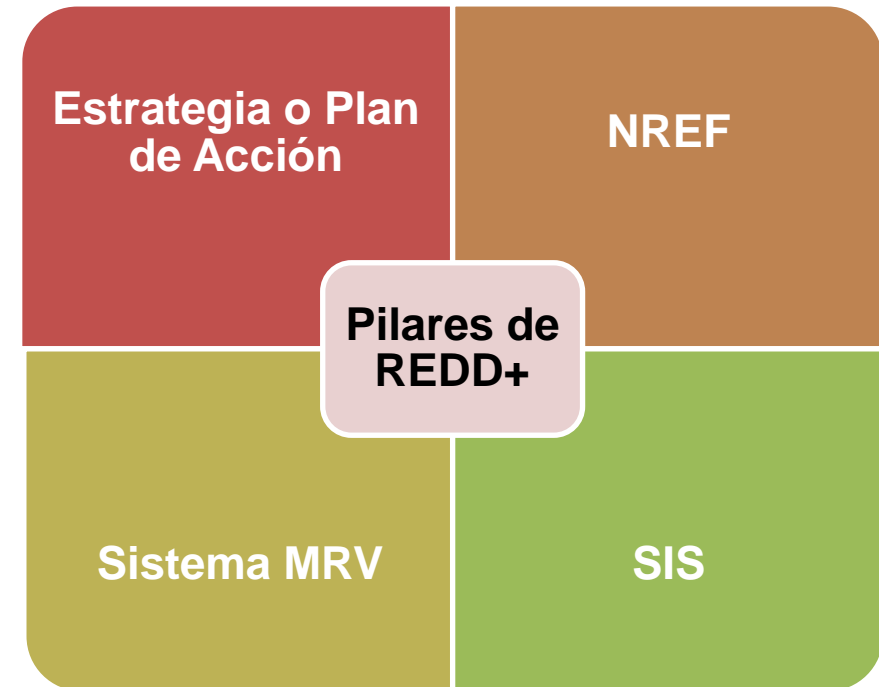 Estrategia o Plan
de Acción
NREF
Pilares de
REDD+
Sistema MRV
SIS